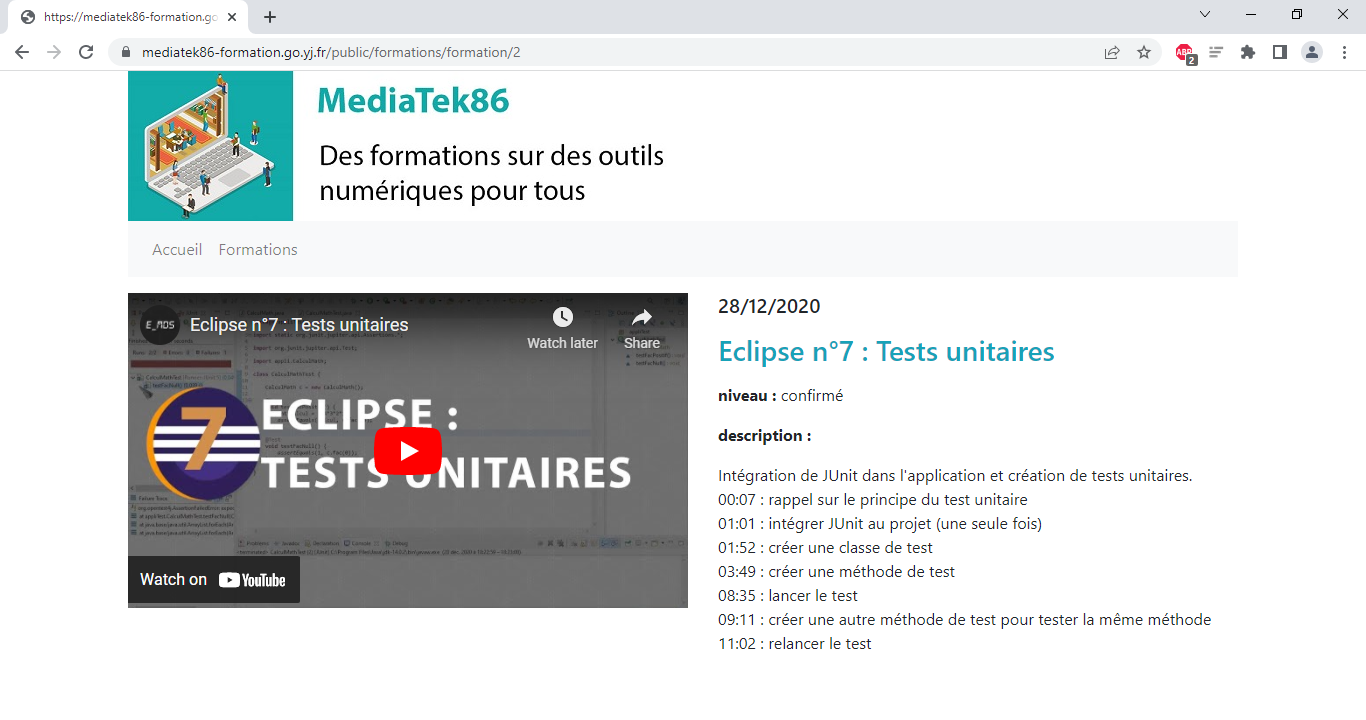 https://mediatek86-formation.go
mediatek86-formation.go.yj.fr/public/formations/formation/2
ABP
2
MediaTek86
Des formations sur des outils
numériques pour tous
Accueil Formations
E_MDS
Eclipse n°7 : Tests unitaires
Watch later
Share
7
ECLIPSE :
TESTS UNITAIRES
Watch on YouTube
28/12/2020
Eclipse n°7 : Tests unitaires
niveau : confirmé
description :
Intégration de JUnit dans l'application et création de tests unitaires.
00:07 : rappel sur le principe du test unitaire
01:01 : intégrer JUnit au projet (une seule fois)
01:52 : créer une classe de test
03:49 : créer une méthode de test
08:35 : lancer le test
09:11 : créer une autre méthode de test pour tester la même méthode
11:02 : relancer le test